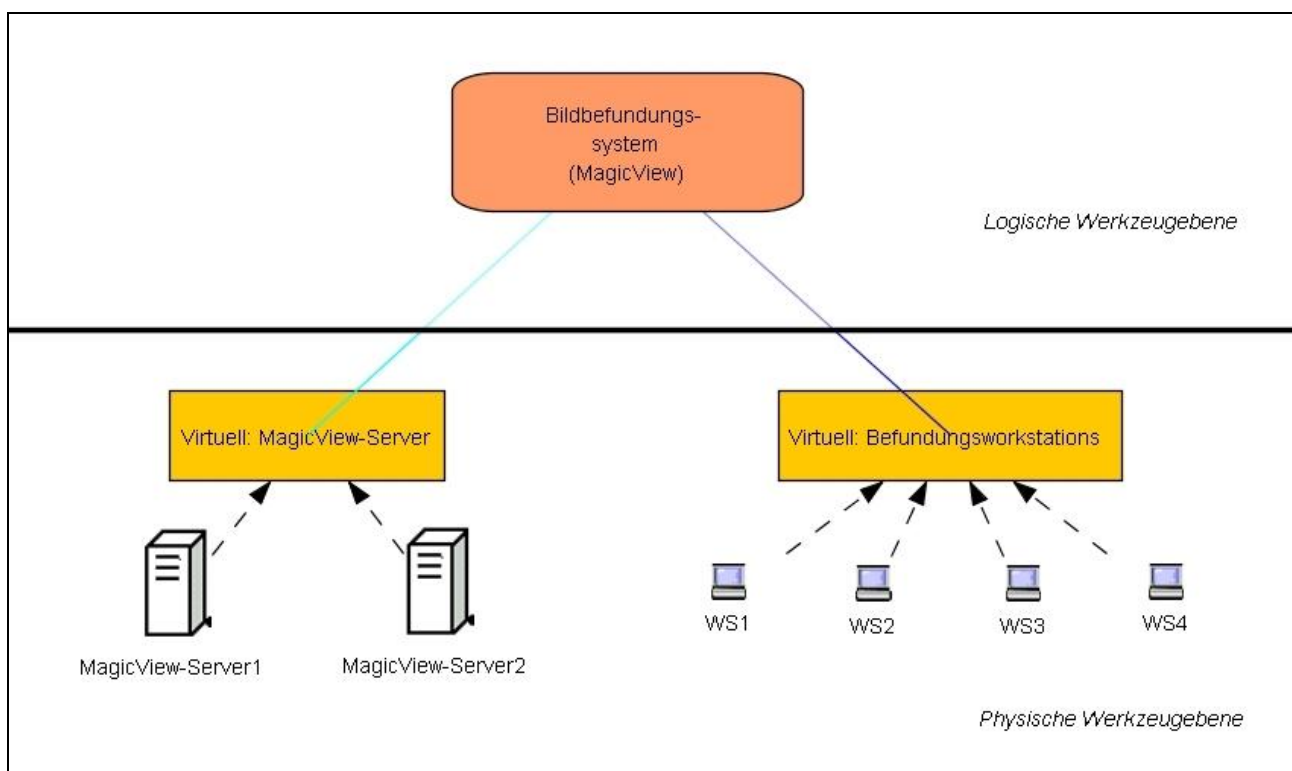 Bildbefundungs-
system
(MagicView)
Logische Werkzeugebene
Virtuell: MagicView-Server
Virtuell: Befundungsworkstations
WS1
WS2
WS3
WS4
MagicView-Server1
MagicView-Server2
Physische Werkzeugebene